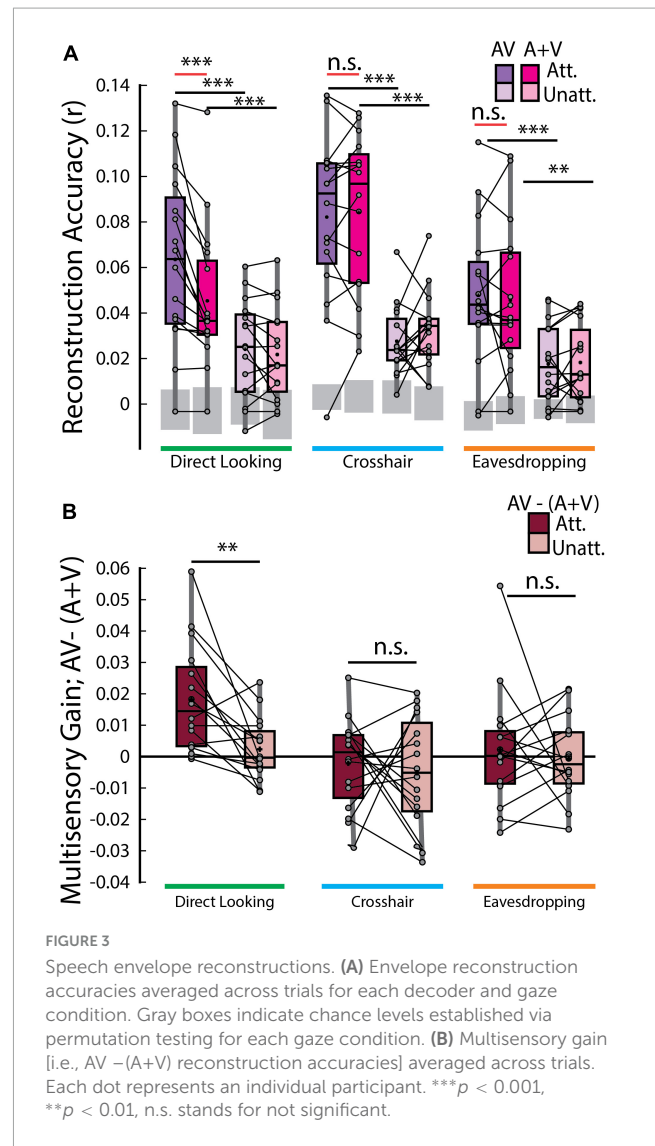 A
AV A+V
Att.
Unatt.
*** n.s. ***
*** ***
*** *** n.s. ***
**
Reconstruction Accuracy (r)
0.14
0.12
0.10
0.08
0.06
0.04
0.02
0
Direct Looking Crosshair Eavesdropping
B
AV - (A+V)
Att.
Unatt.
** n.s. n.s.
Multisensory Gain; AV- (A+V)
0.06
0.05
0.04
0.03
0.02
0.01
0
-0.01
-0.02
-0.03
-0.04
Direct Looking Crosshair Eavesdropping
FIGURE 3
Speech envelope reconstructions. (A) Envelope reconstruction
accuracies averaged across trials for each decoder and gaze
condition. Gray boxes indicate chance levels established via
permutation testing for each gaze condition. (B) Multisensory gain
[i.e., AV –(A+V) reconstruction accuracies] averaged across trials.
Each dot represents an individual participant. ***p < 0.001,
**p < 0.01, n.s. stands for not significant.